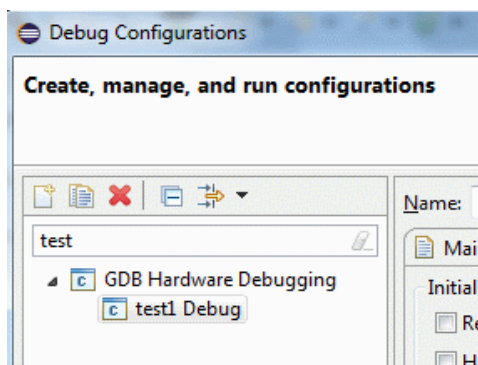 Debug Configurations
Create, manage, and run configurations
Name:
test
Mai
GDB Hardware Debugging
Initial
test1 Debug
Re
H